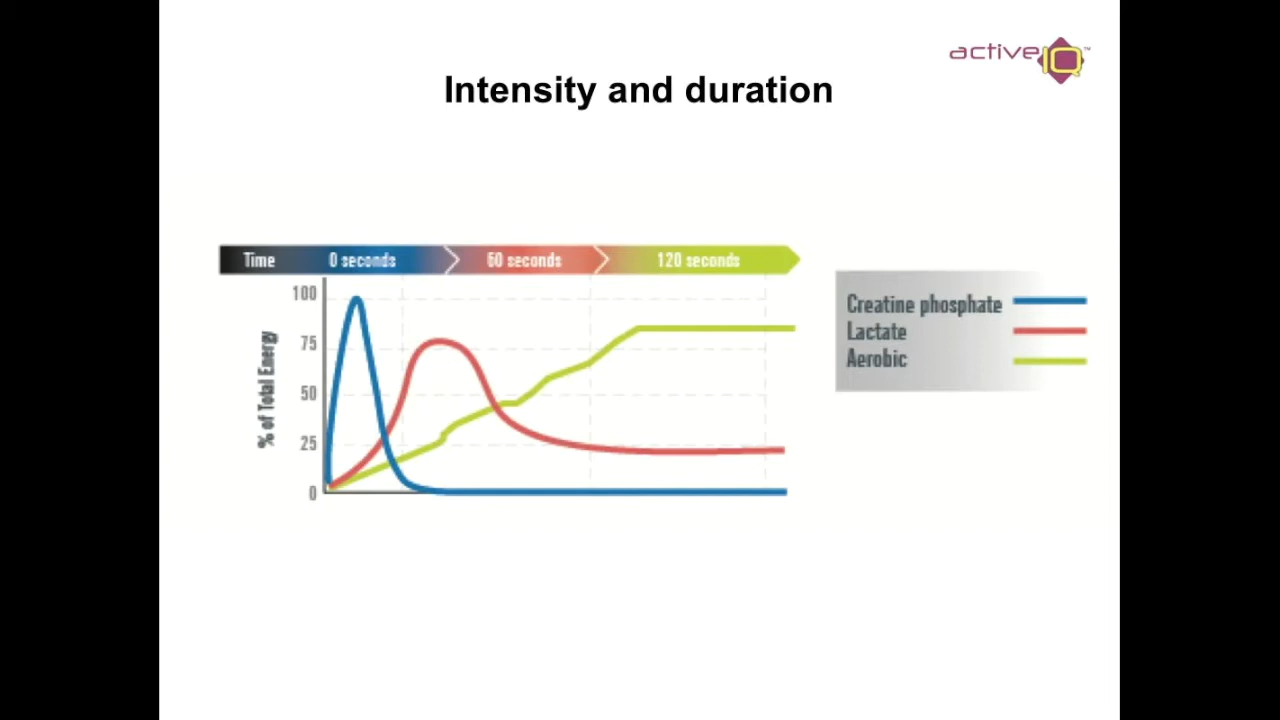 active IQ™
Intensity and duration
Time 0 seconds 60 seconds 120 seconds
100
75
50
25
0
% of Total Energy
Creatine phosphate
Lactate
Aerobic